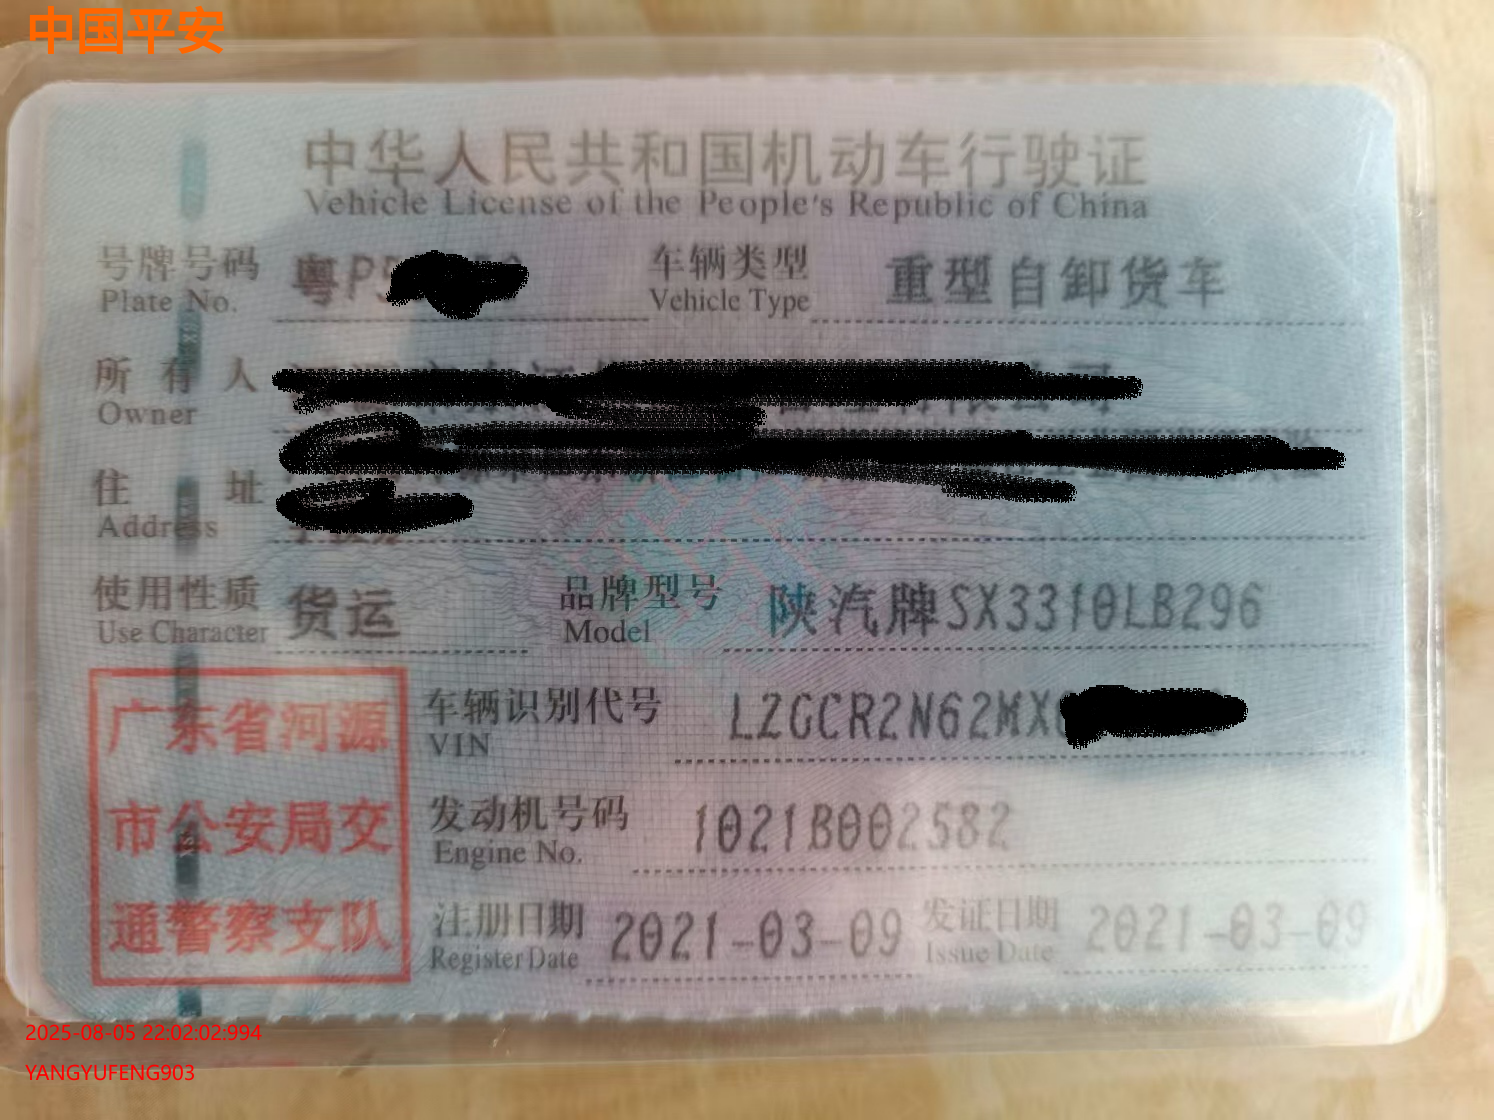 中国平安
中华人民共和国机动车行驶证
Vehicle License of the People's Republic of China
号牌号码 粤P5 车辆类型 重型自卸货车
Plate No. Vehicle Type
所有人
Owner
住址
Address
使用性质 货运 品牌型号 陕汽牌SX3310LB296
Use Character Model
广东省河源
市公安局交
通警察支队
车辆识别代号 LZGCR2N62MX
VIN
发动机号码 1021B002582
Engine No.
注册日期 2021-03-09 发证日期 2021-03-09
Register Date Issue Date
2025-08-05 22:02:02:994
YANGYUFENG903